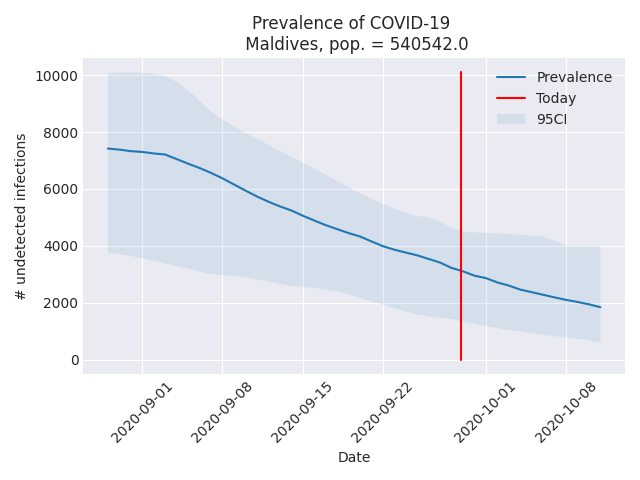 Prevalence of COVID-19
Maldives, pop. = 540542.0
10000
8000
6000
4000
2000
0
# undetected infections
Prevalence
Today
95CI
2020-09-01
2020-09-08
2020-09-15
2020-09-22
2020-10-01
2020-10-08
Date